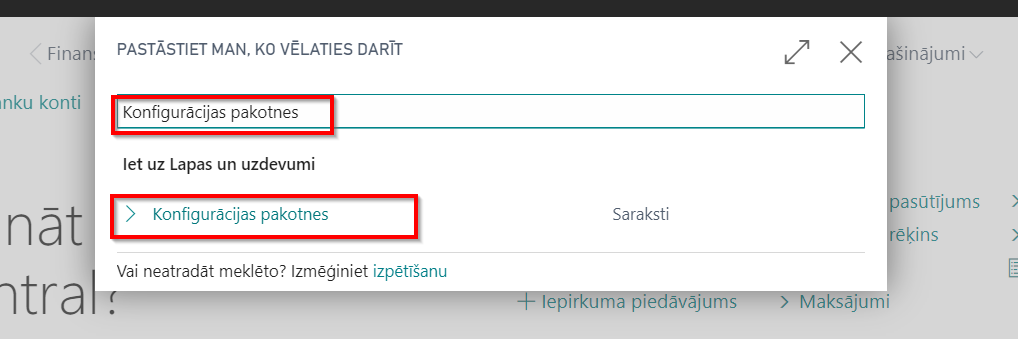 PASTĀSTIET MAN, KO VĒLATIES DARĪT
Finans
ašinājumi
anku konti
Konfigurācijas pakotnes
Iet uz Lapas un uzdevumi
Konfigurācijas pakotnes Saraksti
pasūtījums
nāt
rēķins
Vai neatradāt meklēto? Izmēģiniet izpētīšanu
ntral?
Iepirkuma piedāvājums
Maksājumi